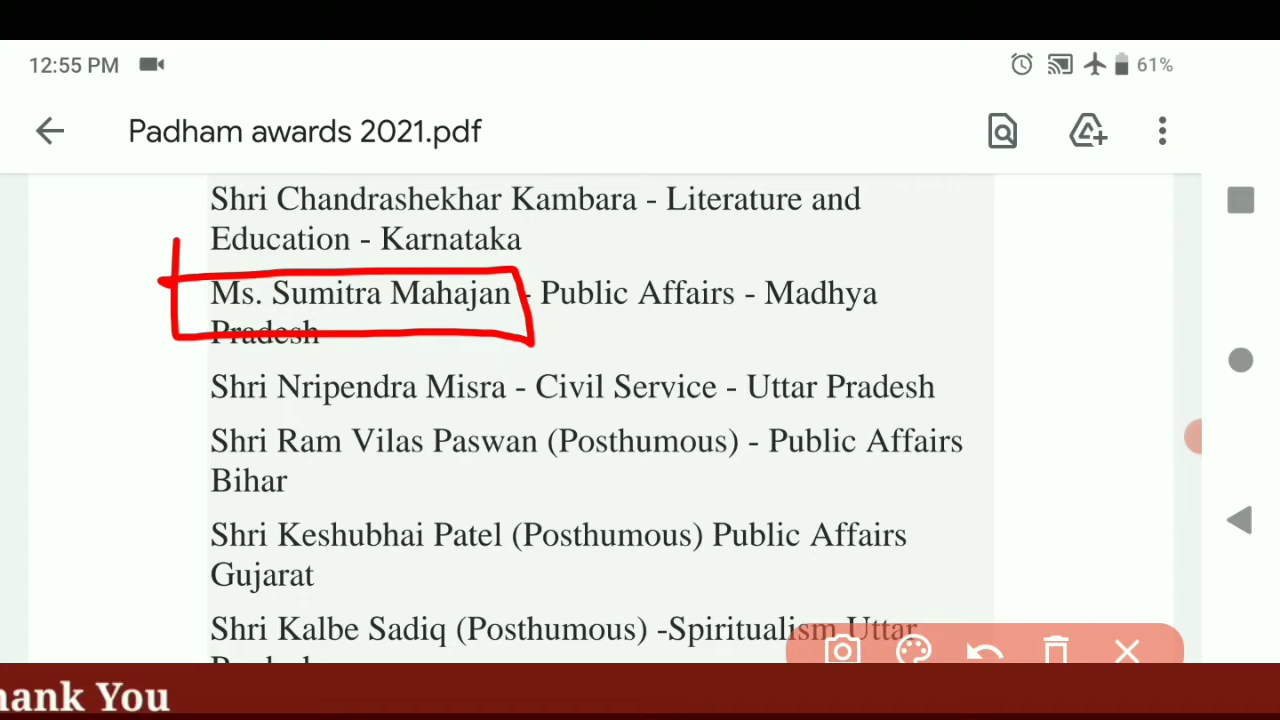 12:55 PM 61%
Padham awards 2021.pdf
Shri Chandrashekhar Kambara - Literature and
Education - Karnataka
Ms. Sumitra Mahajan - Public Affairs - Madhya
Pradesh
Shri Nripendra Misra - Civil Service - Uttar Pradesh
Shri Ram Vilas Paswan (Posthumous) - Public Affairs
Bihar
Shri Keshubhai Patel (Posthumous) Public Affairs
Gujarat
Shri Kalbe Sadiq (Posthumous) -Spiritualism Uttar
hank You